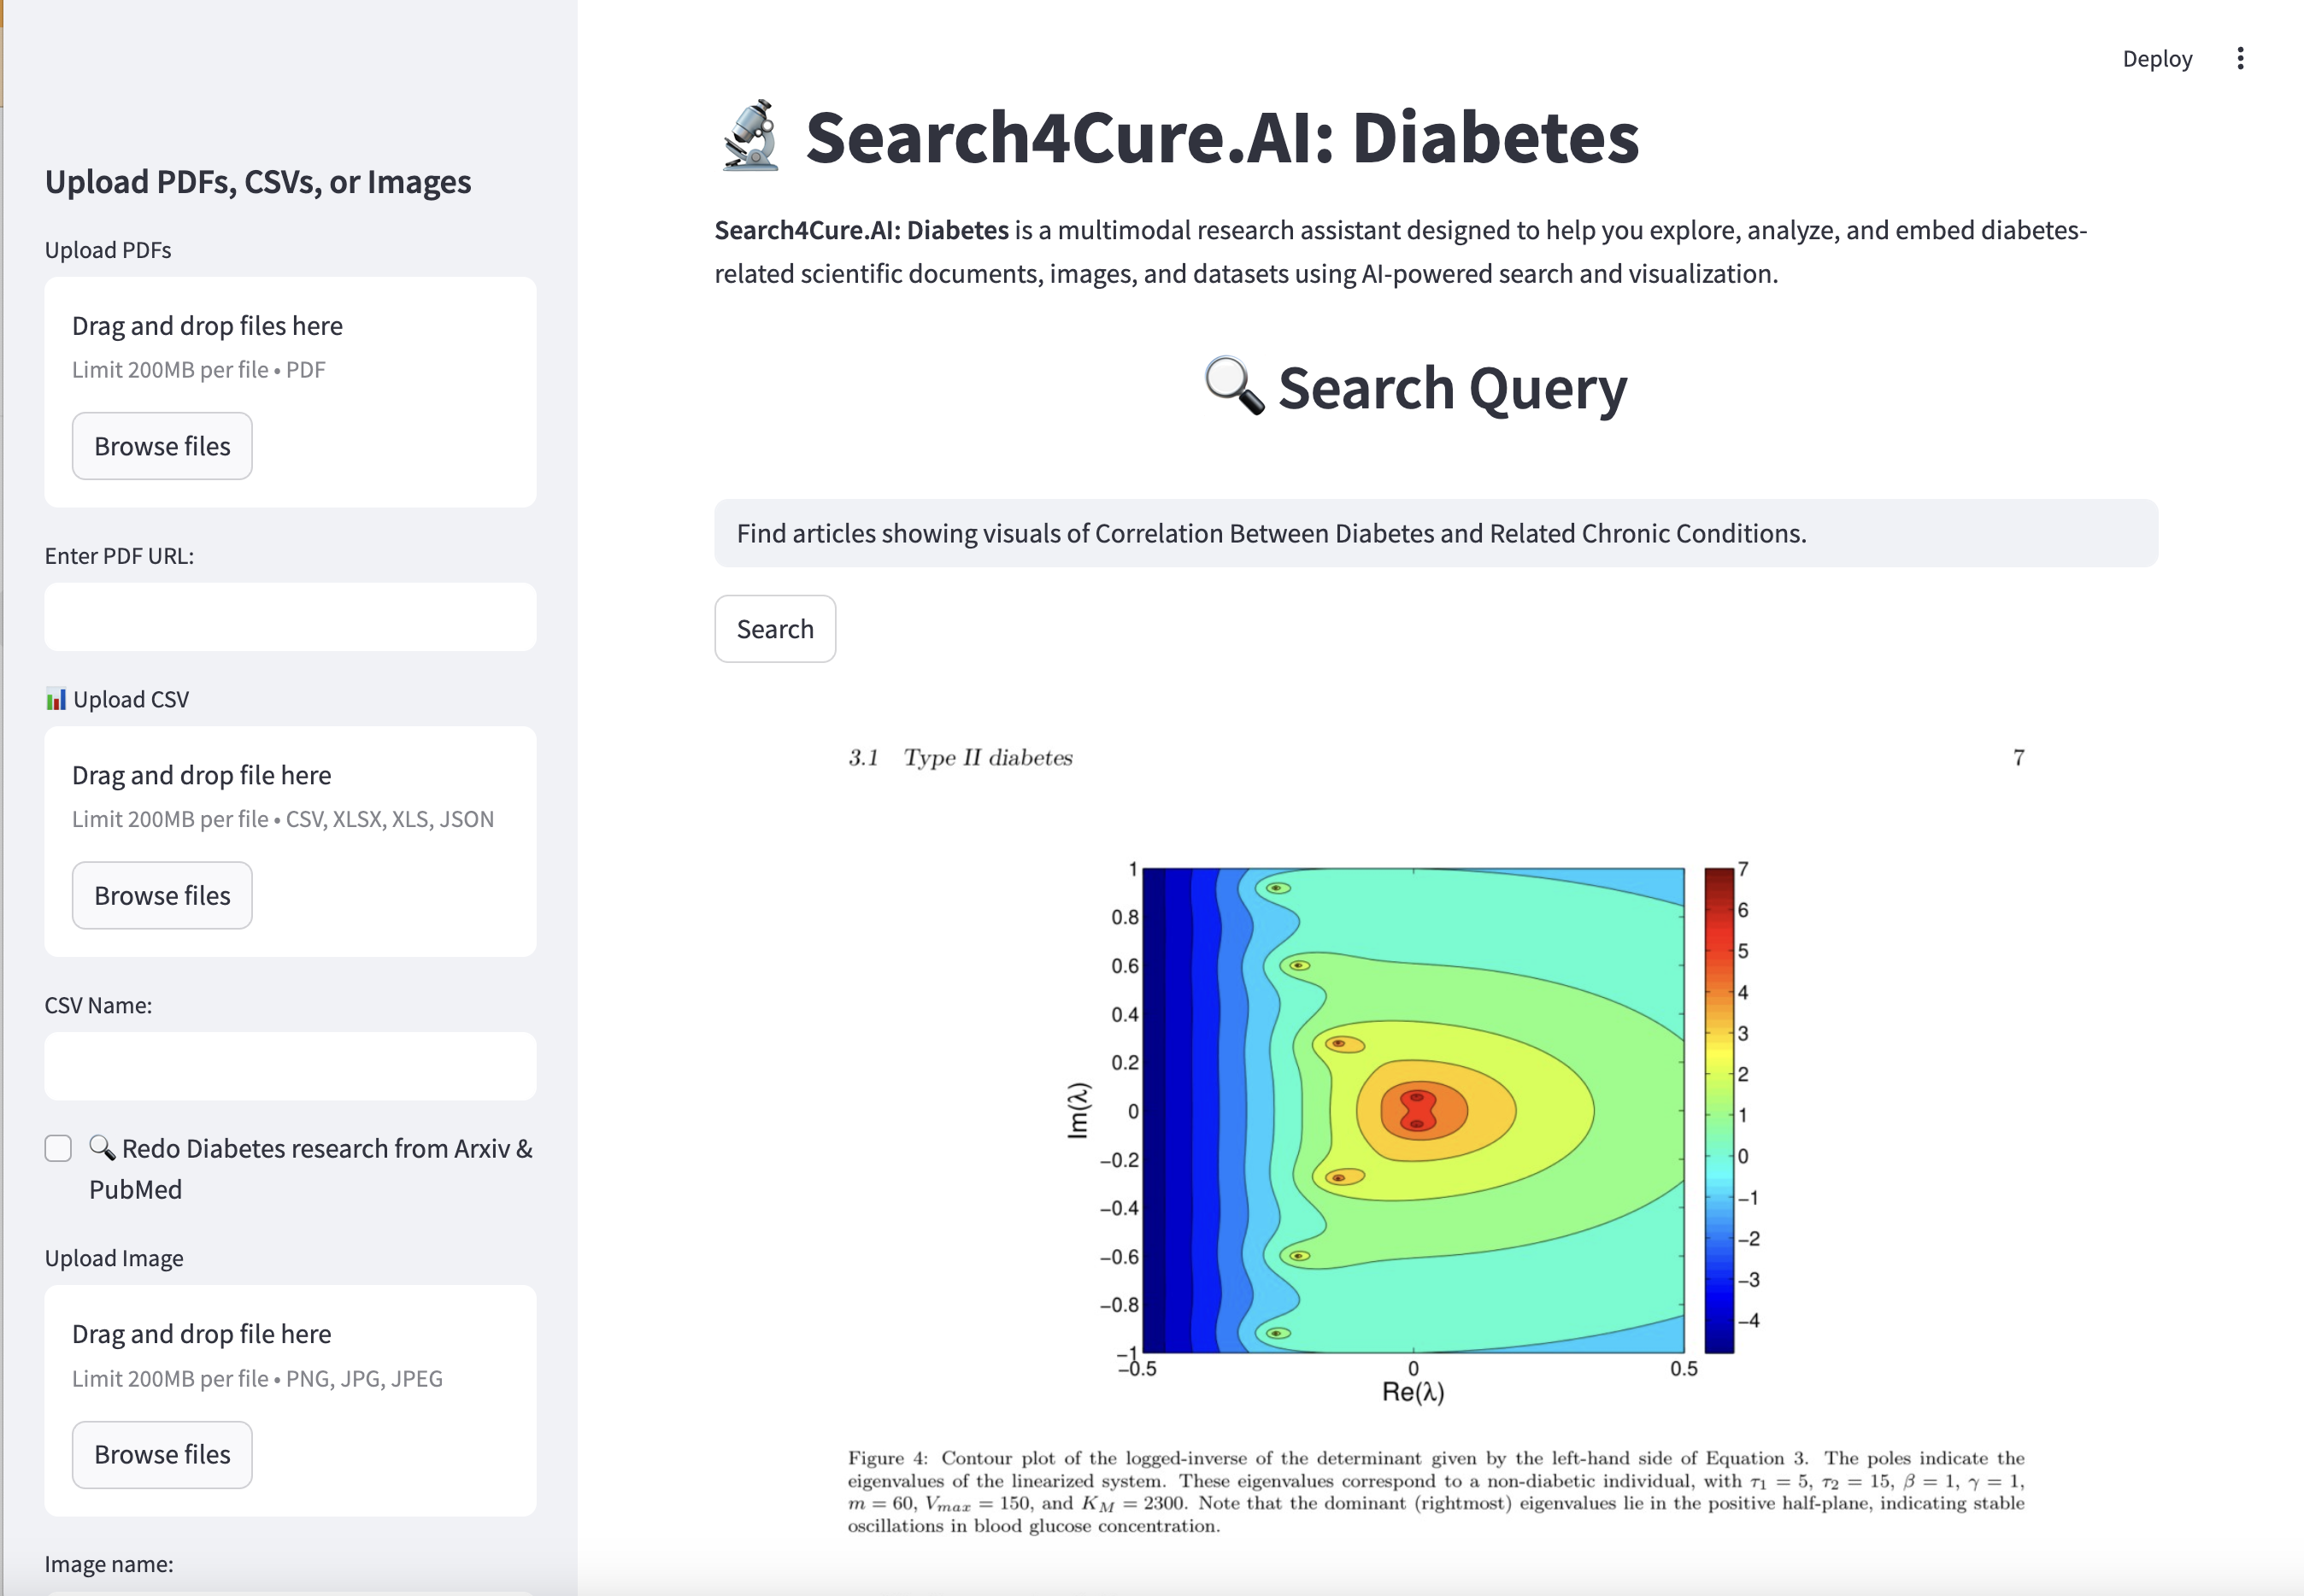 Deploy
Upload PDFs, CSVs, or Images
Upload PDFs
Drag and drop files here
Limit 200MB per file • PDF
Browse files
Enter PDF URL:
Upload CSV
Drag and drop file here
Limit 200MB per file • CSV, XLSX, XLS, JSON
Browse files
CSV Name:
Redo Diabetes research from Arxiv &
PubMed
Upload Image
Drag and drop file here
Limit 200MB per file • PNG, JPG, JPEG
Browse files
Image name:
Search4Cure.AI: Diabetes
Search4Cure.AI: Diabetes is a multimodal research assistant designed to help you explore, analyze, and embed diabetes-
related scientific documents, images, and datasets using AI-powered search and visualization.
Search Query
Find articles showing visuals of Correlation Between Diabetes and Related Chronic Conditions.
Search
3.1 Type II diabetes 7
1
0.8
0.6
0.4
0.2
0
−0.2
−0.4
−0.6
−0.8
−1
Im(λ)
−0.5 0 0.5
Re(λ)
7
6
5
4
3
2
1
0
−1
−2
−3
−4
Figure 4: Contour plot of the logged-inverse of the determinant given by the left-hand side of Equation 3. The poles indicate the
eigenvalues of the linearized system. These eigenvalues correspond to a non-diabetic individual, with τ1 = 5, τ2 = 15, β = 1, γ = 1,
m = 60, Vmax = 150, and KM = 2300. Note that the dominant (rightmost) eigenvalues lie in the positive half-plane, indicating stable
oscillations in blood glucose concentration.